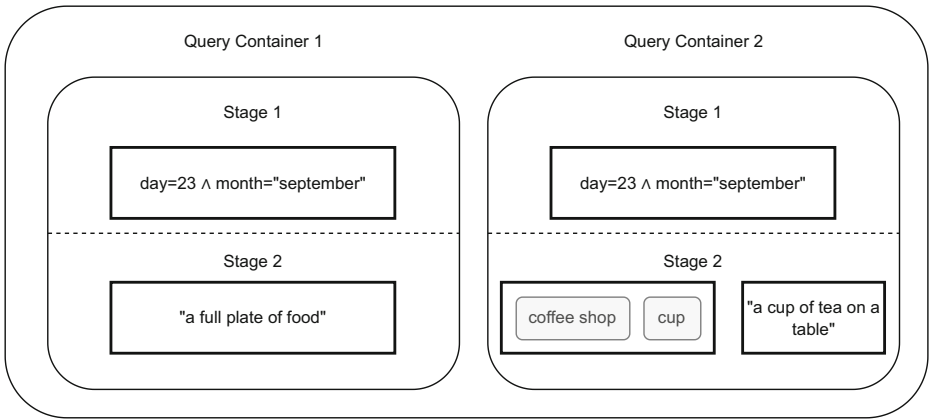 Query Container 1
Stage 1
day=23 ∧ month="september"
Stage 2
"a full plate of food"
Query Container 2
Stage 1
day=23 ∧ month="september"
Stage 2
coffee shop
cup
"a cup of tea on a
table"